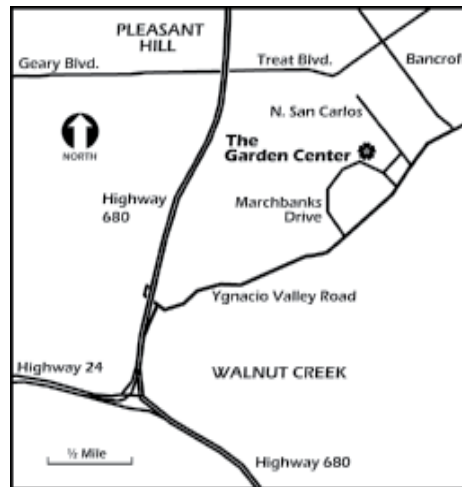 PLEASANT
HILL
Geary Blvd.
Treat Blvd.
Bancrof
N. San Carlos
The
Garden Center
NORTH
Highway
680
Marchbanks
Drive
Ygnacio Valley Road
Highway 24
WALNUT CREEK
½ Mile
Highway 680